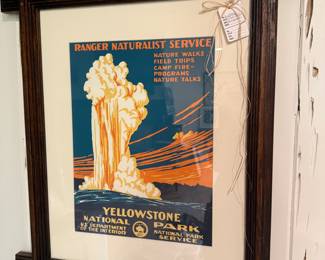 RANGER NATURALIST SERVICE
NATURE WALKS
FIELD TRIPS
CAMP FIRE-
PROGRAMS
NATURE TALKS
YELLOWSTONE
NATIONAL PARK
U.S. DEPARTMENT
OF THE INTERIOR
NATIONAL PARK
SERVICE